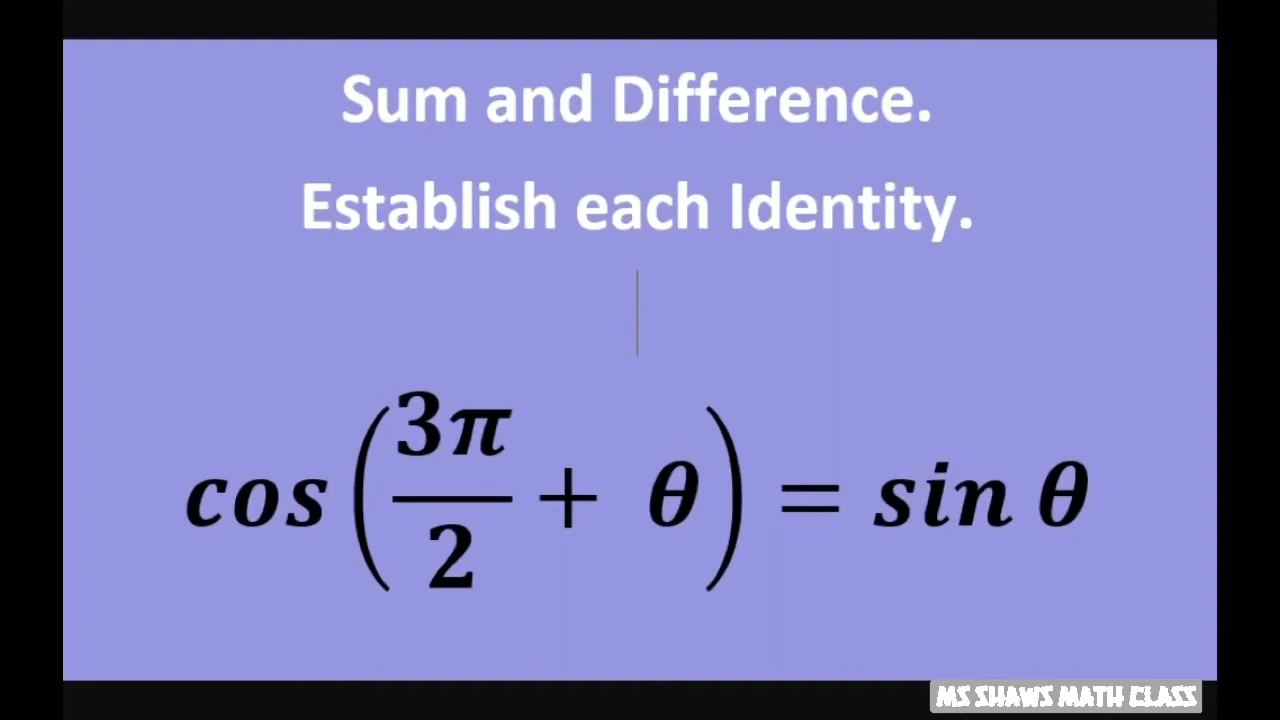 Sum and Difference.
Establish each Identity.
cos(3π/2 + θ) = sin θ
MS SHAWS MATH CLASS